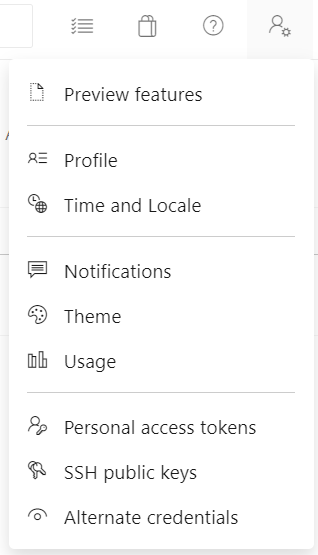 Preview features
Profile
Time and Locale
Notifications
Theme
Usage
Personal access tokens
SSH public keys
Alternate credentials